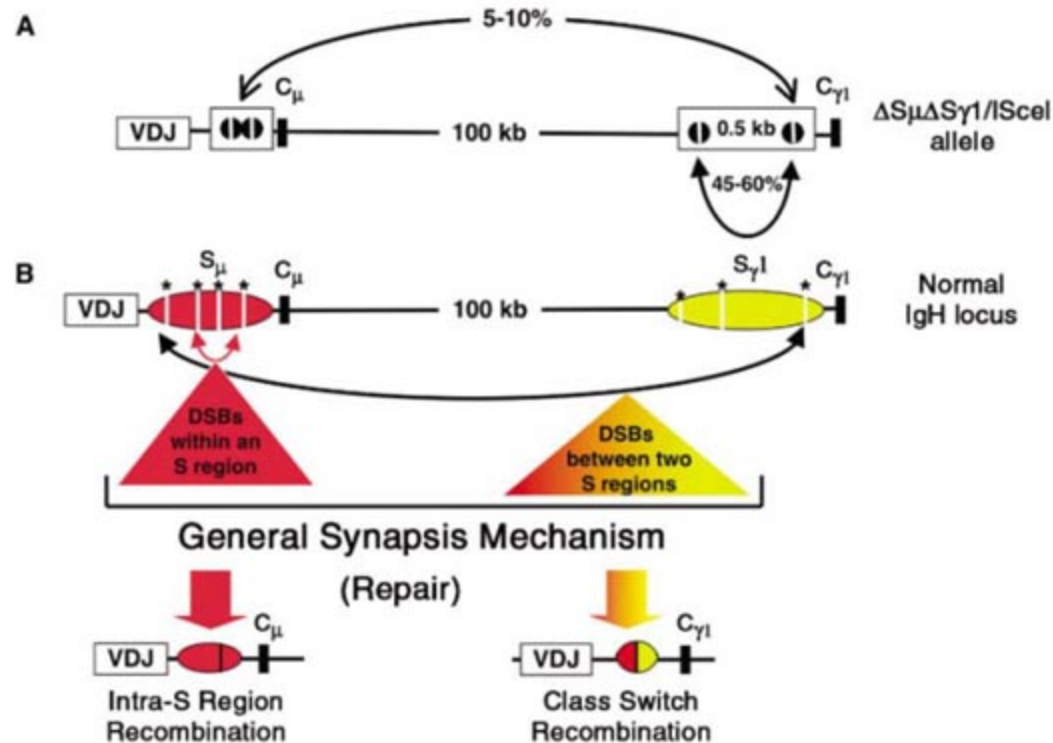 A
5-10%
Cμ
Cγ1
VDJ
100 kb
0.5 kb
ΔSμΔSγ1/ISceI
allele
45-60%
B
Sμ
Cμ
Sγ1
Cγ1
* * * *
* * *
VDJ
100 kb
Normal
IgH locus
DSBs
within an
S region
DSBs
between two
S regions
General Synapsis Mechanism
(Repair)
Cμ
Cγ1
VDJ
VDJ
Intra-S Region
Recombination
Class Switch
Recombination